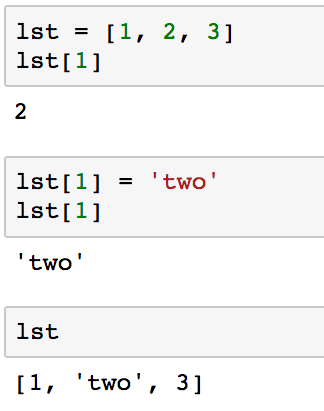 lst = [1, 2, 3]
lst[1]
2
lst[1] = 'two'
lst[1]
'two'
lst
[1, 'two', 3]